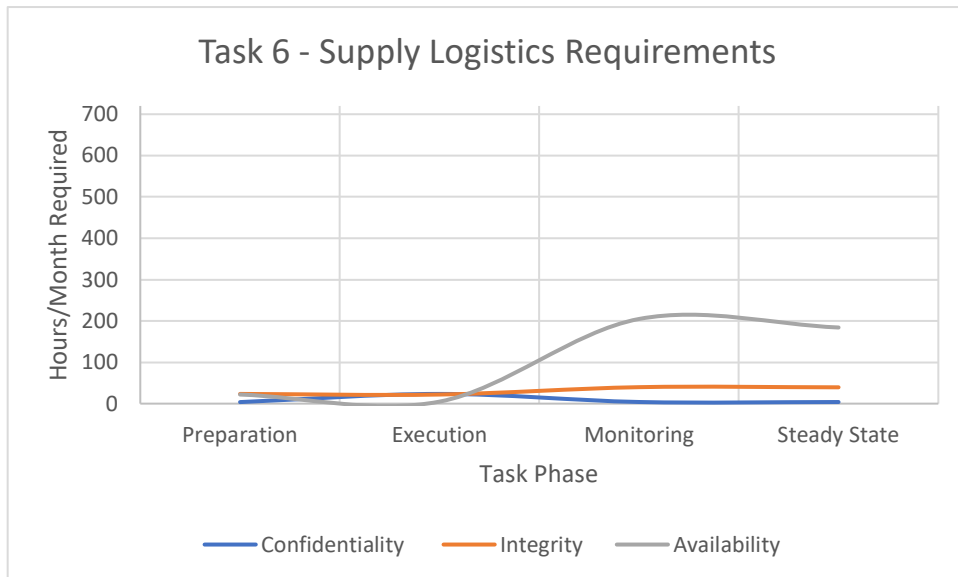 Task 6 - Supply Logistics Requirements
Hours/Month Required
700
600
500
400
300
200
100
0
Preparation Execution Monitoring Steady State
Task Phase
Confidentiality Integrity Availability